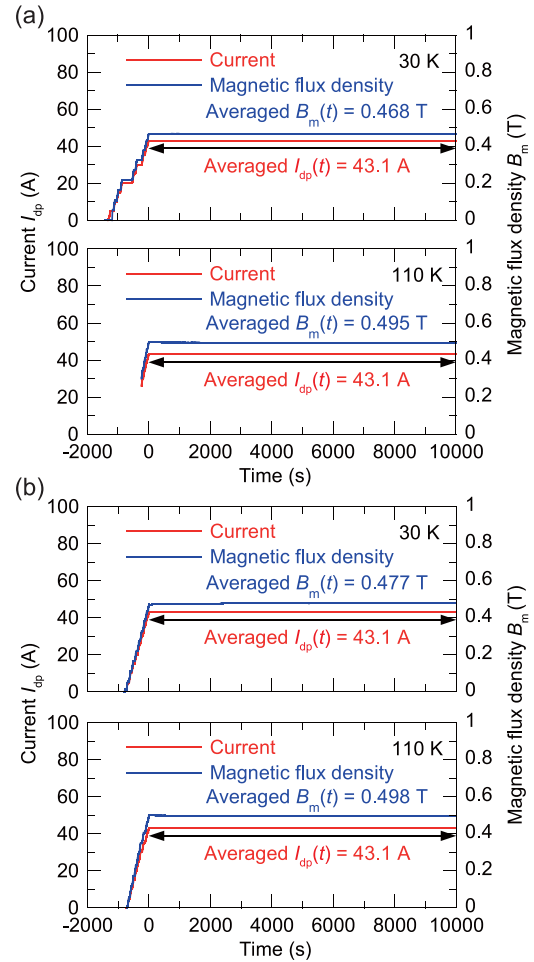 (a)
100
80
60
40
20
0
Current
30 K
Magnetic flux density
Averaged Bm(t) = 0.468 T
Averaged Idp(t) = 43.1 A
1
0.8
0.6
0.4
0.2
0
Current Idp (A)
Magnetic flux density Bm (T)
100
80
60
40
20
0
Current
110 K
Magnetic flux density
Averaged Bm(t) = 0.495 T
Averaged Idp(t) = 43.1 A
1
0.8
0.6
0.4
0.2
0
-2000 0 2000 4000 6000 8000 10000
Time (s)
(b)
100
80
60
40
20
0
Current
30 K
Magnetic flux density
Averaged Bm(t) = 0.477 T
Averaged Idp(t) = 43.1 A
1
0.8
0.6
0.4
0.2
0
Current Idp (A)
Magnetic flux density Bm (T)
100
80
60
40
20
0
Current
110 K
Magnetic flux density
Averaged Bm(t) = 0.498 T
Averaged Idp(t) = 43.1 A
1
0.8
0.6
0.4
0.2
0
-2000 0 2000 4000 6000 8000 10000
Time (s)